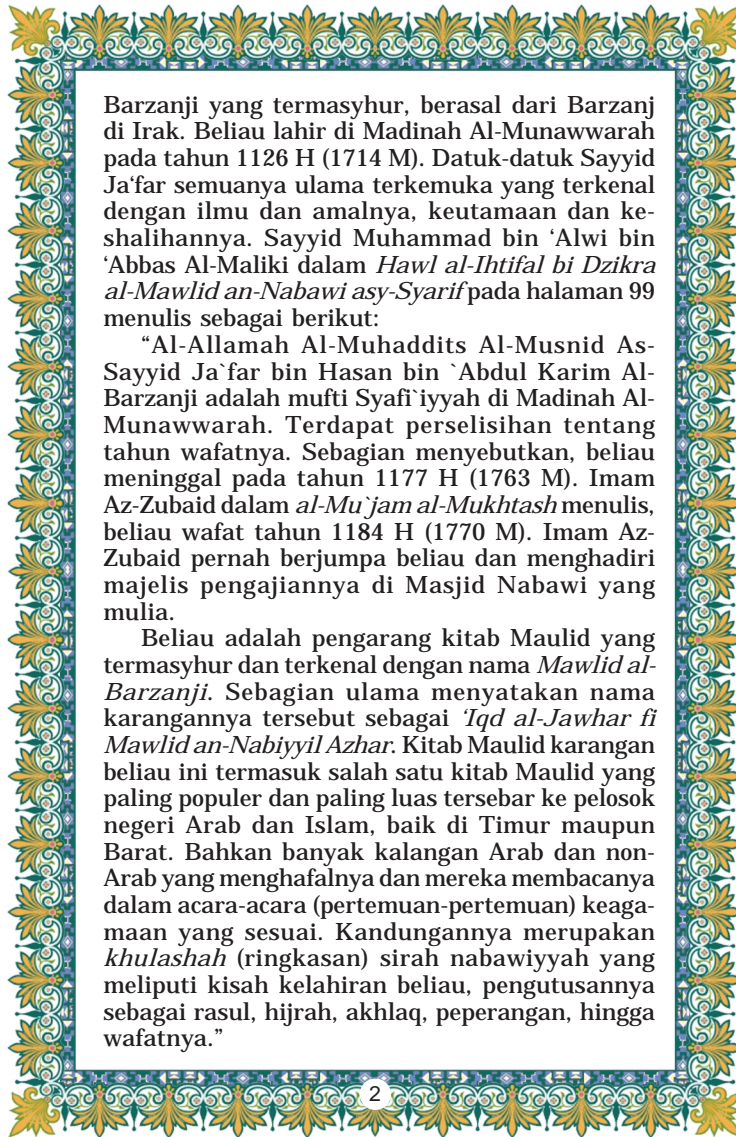 Barzanji yang termasyhur, berasal dari Barzanj
di Irak. Beliau lahir di Madinah Al-Munawwarah
pada tahun 1126 H (1714 M). Datuk-datuk Sayyid
Ja‘far semuanya ulama terkemuka yang terkenal
dengan ilmu dan amalnya, keutamaan dan ke-
shalihannya. Sayyid Muhammad bin ‘Alwi bin
‘Abbas Al-Maliki dalam Hawl al-Ihtifal bi Dzikra
al-Mawlid an-Nabawi asy-Syarif pada halaman 99
menulis sebagai berikut:
“Al-Allamah Al-Muhaddits Al-Musnid As-
Sayyid Ja`far bin Hasan bin `Abdul Karim Al-
Barzanji adalah mufti Syafi`iyyah di Madinah Al-
Munawwarah. Terdapat perselisihan tentang
tahun wafatnya. Sebagian menyebutkan, beliau
meninggal pada tahun 1177 H (1763 M). Imam
Az-Zubaid dalam al-Mu`jam al-Mukhtash menulis,
beliau wafat tahun 1184 H (1770 M). Imam Az-
Zubaid pernah berjumpa beliau dan menghadiri
majelis pengajiannya di Masjid Nabawi yang
mulia.
Beliau adalah pengarang kitab Maulid yang
termasyhur dan terkenal dengan nama Mawlid al-
Barzanji. Sebagian ulama menyatakan nama
karangannya tersebut sebagai ‘Iqd al-Jawhar fi
Mawlid an-Nabiyyil Azhar. Kitab Maulid karangan
beliau ini termasuk salah satu kitab Maulid yang
paling populer dan paling luas tersebar ke pelosok
negeri Arab dan Islam, baik di Timur maupun
Barat. Bahkan banyak kalangan Arab dan non-
Arab yang menghafalnya dan mereka membacanya
dalam acara-acara (pertemuan-pertemuan) keaga-
maan yang sesuai. Kandungannya merupakan
khulashah (ringkasan) sirah nabawiyyah yang
meliputi kisah kelahiran beliau, pengutusannya
sebagai rasul, hijrah, akhlaq, peperangan, hingga
wafatnya.”
2